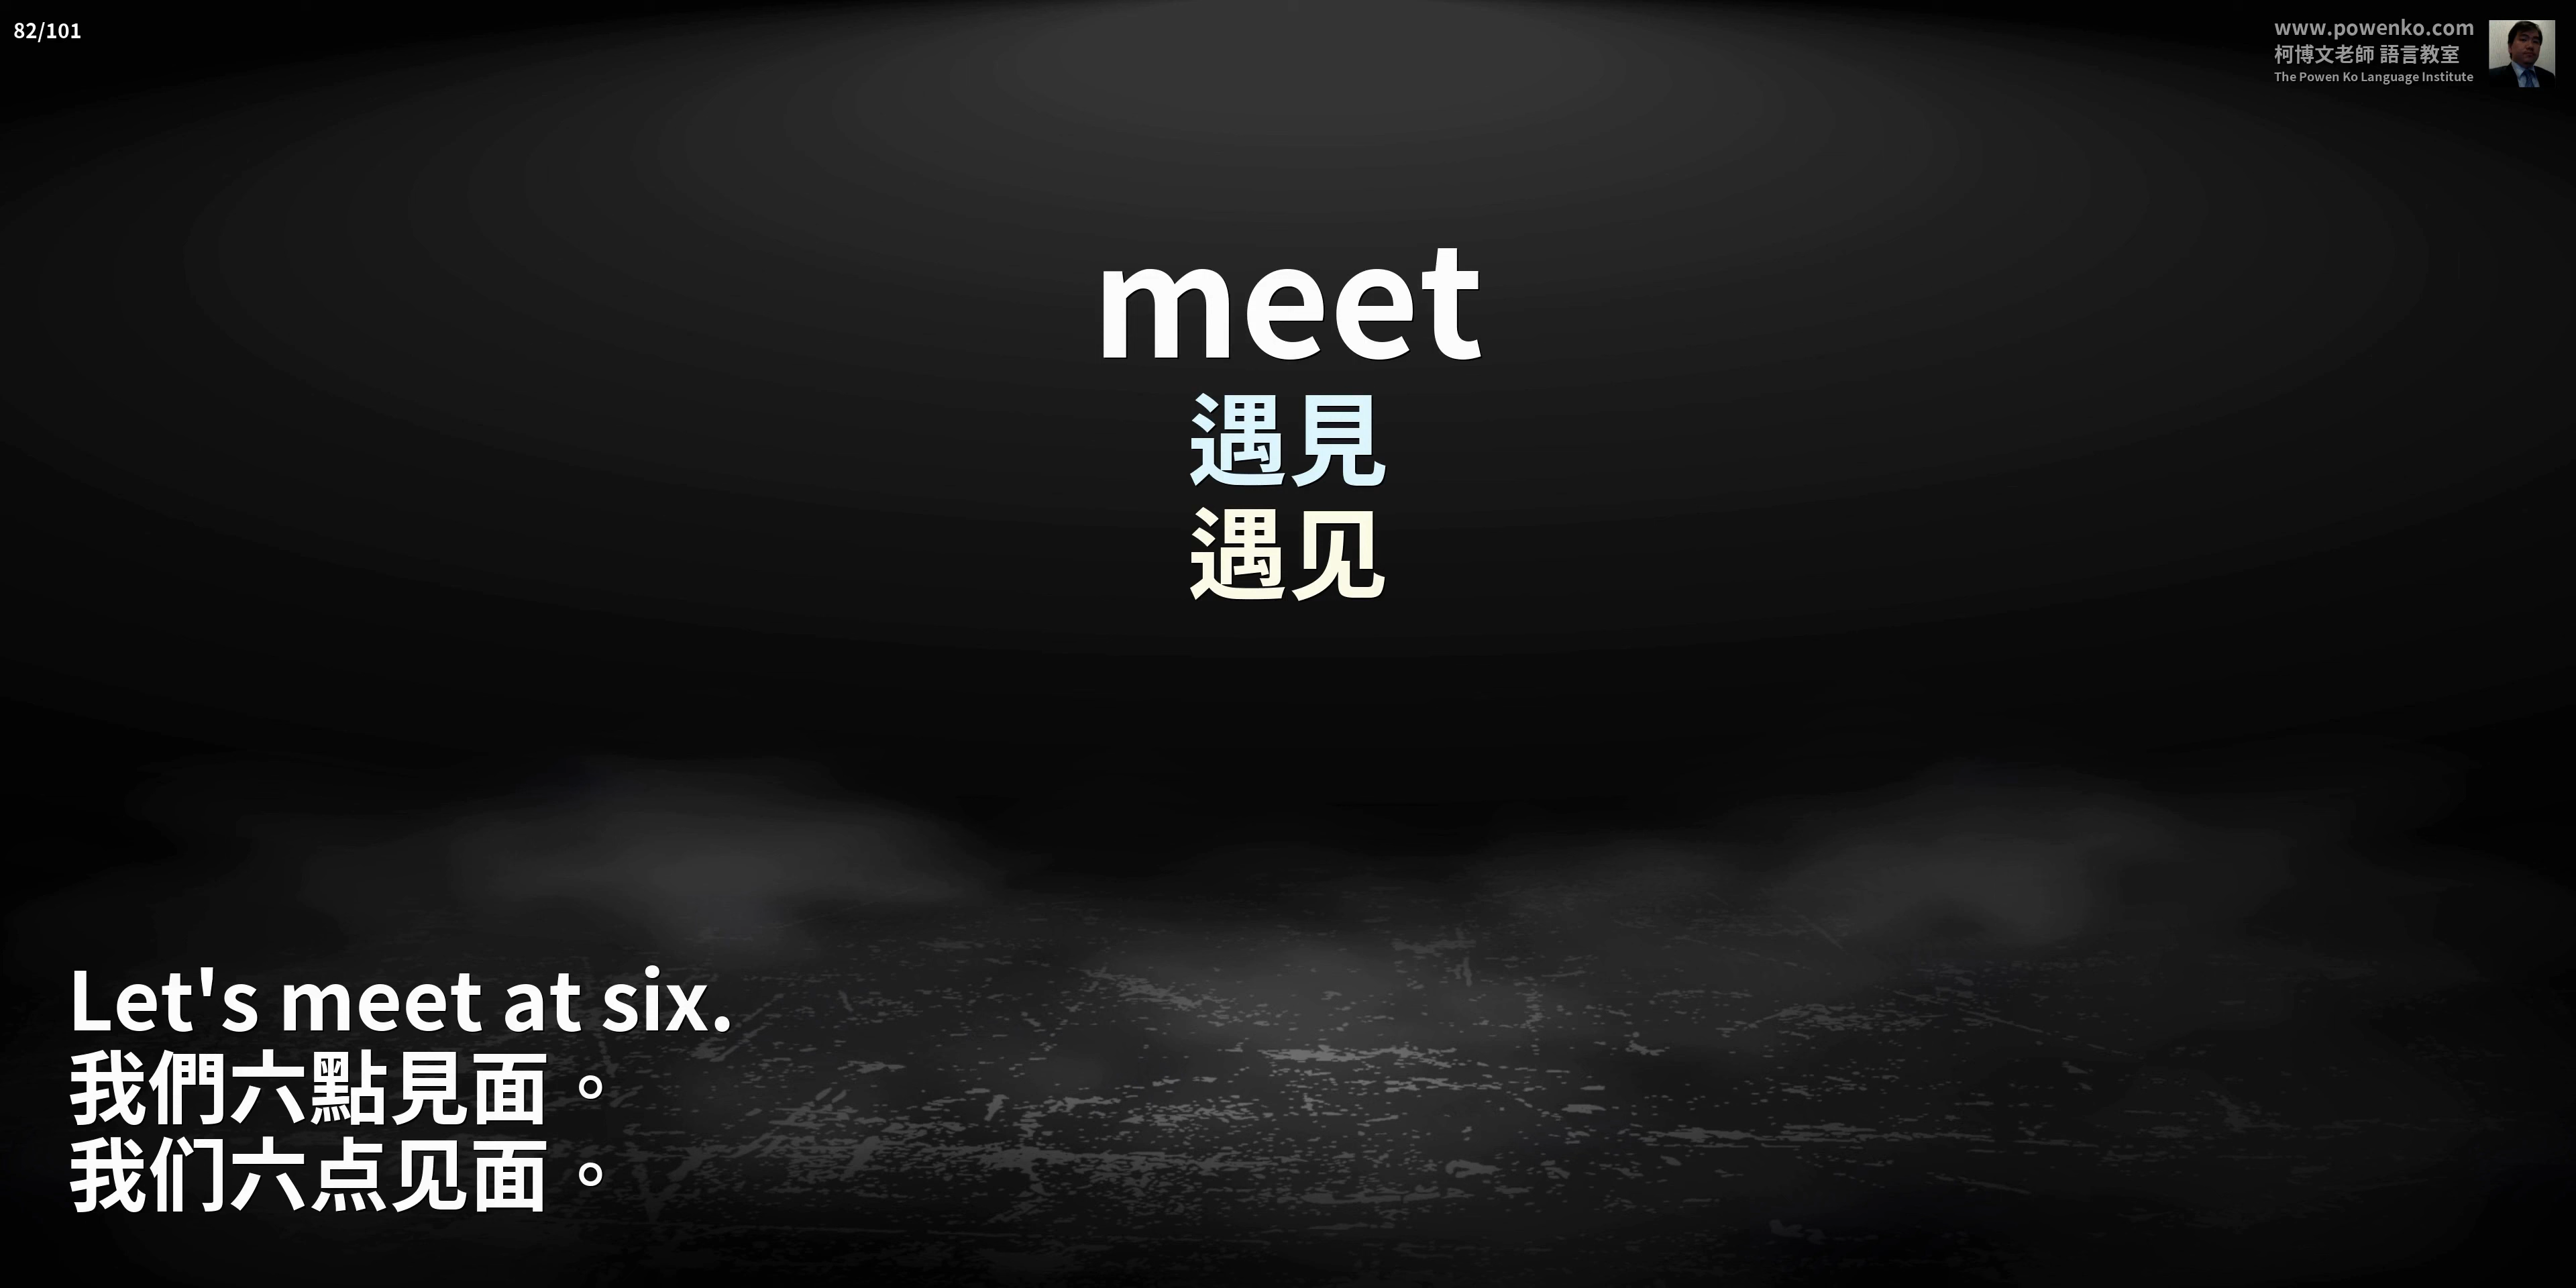 82/101
www.powenko.com
柯博文老師 語言教室
The Powen Ko Language Institute
meet
遇見
遇见
Let's meet at six.
我們六點見面。
我们六点见面。